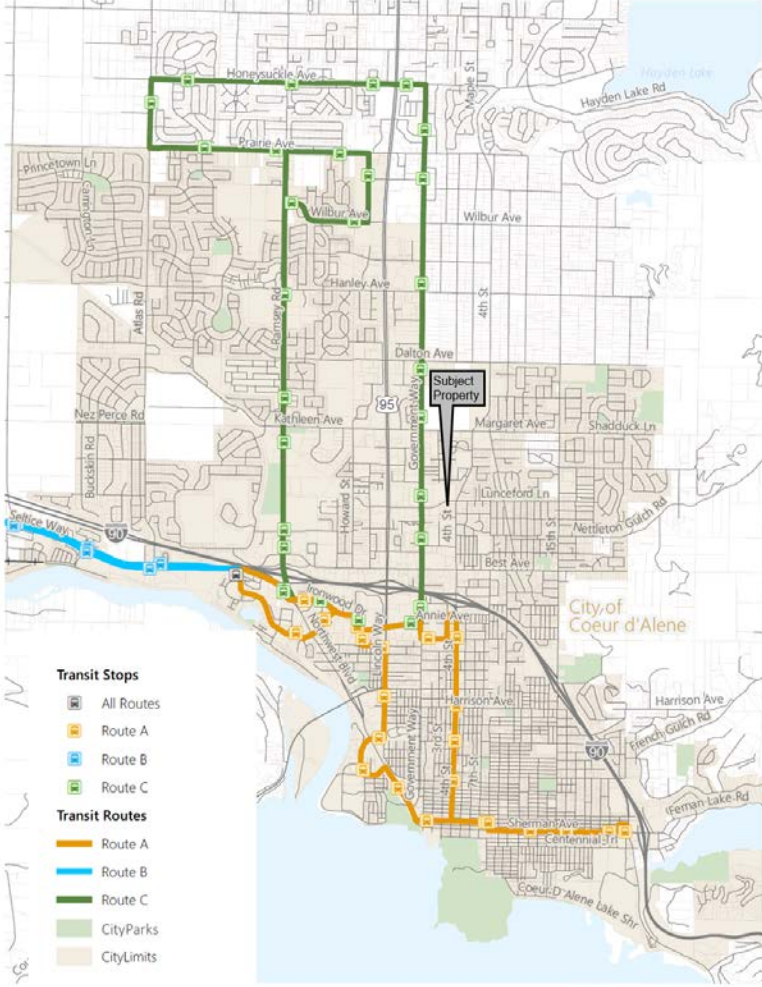 Honeysuckle Ave
Maple St
Hayden Lake
Hayden Lake Rd
Prairie Ave
Princetown Ln
Carrington Ln
Wilbur Ave
Wilbur Ave
Hanley Ave
Atlas Rd
Ramsey Rd
4th St
Dalton Ave
Subject
Property
95
Government Way
Nez Perce Rd
Kathleen Ave
Margaret Ave
Shadduck Ln
Buckskin Rd
Howard St
Lunceford Ln
Nettleton Gulch Rd
4th St
15th St
Seltice Way
90
Best Ave
Ironwood Dr
City of
Coeur d'Alene
Annie Ave
Northwest Blvd
Lincoln Way
4th St
Transit Stops
All Routes
Route A
Route B
Route C
Harrison Ave
Harrison Ave
French Gulch Rd
Government Way
3rd St
4th St
7th St
90
Fernan Lake Rd
Sherman Ave
Centennial Trl
Transit Routes
Route A
Route B
Route C
CityParks
CityLimits
Coeur D'Alene Lake Shr